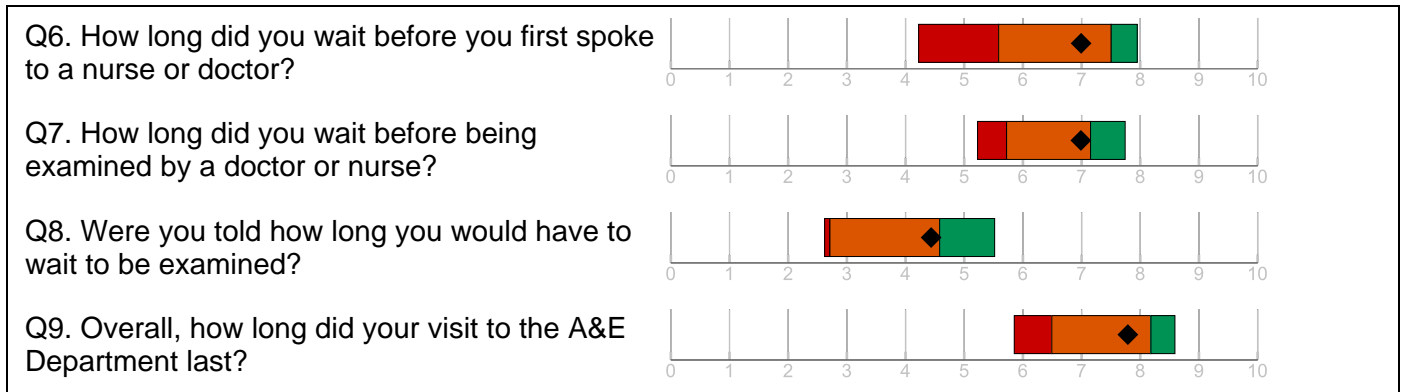 Q6. How long did you wait before you first spoke
to a nurse or doctor?
0 1 2 3 4 5 6 7 8 9 10
Q7. How long did you wait before being
examined by a doctor or nurse?
0 1 2 3 4 5 6 7 8 9 10
Q8. Were you told how long you would have to
wait to be examined?
0 1 2 3 4 5 6 7 8 9 10
Q9. Overall, how long did your visit to the A&E
Department last?
0 1 2 3 4 5 6 7 8 9 10